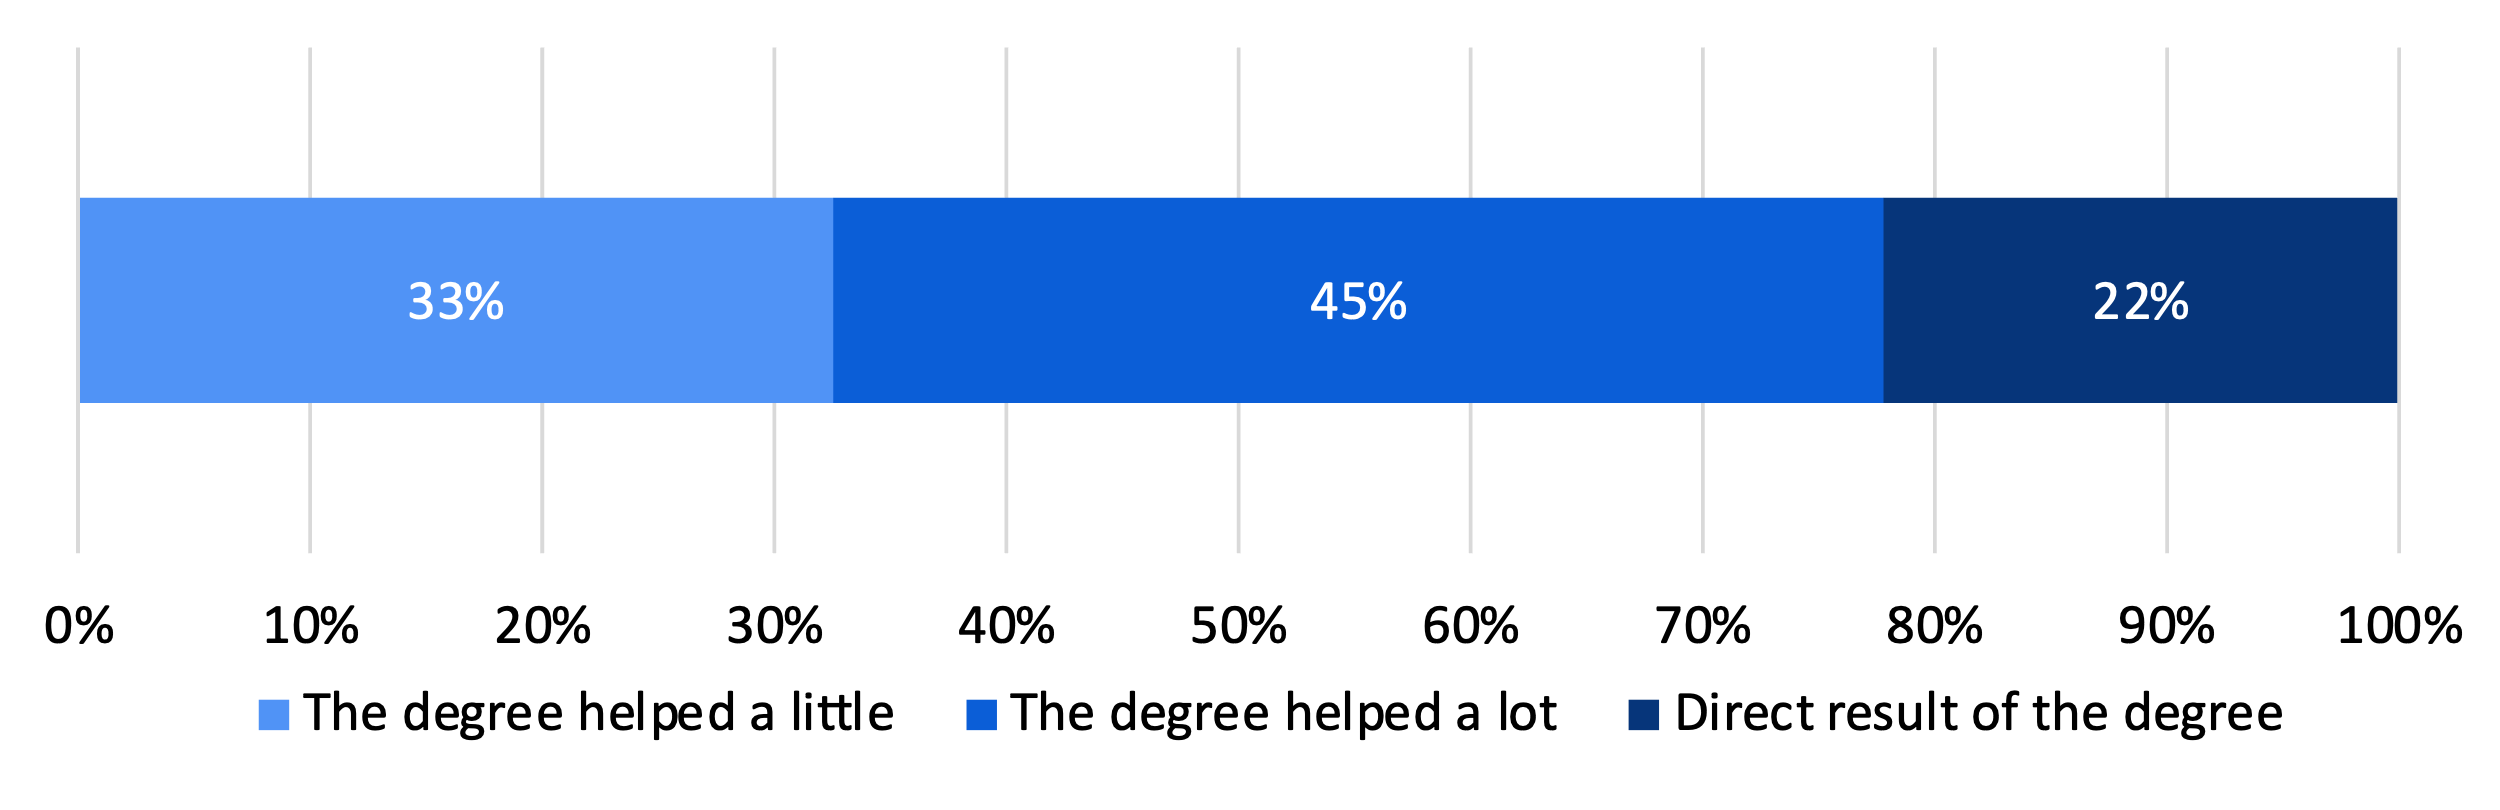 33% 45% 22%
0% 10% 20% 30% 40% 50% 60% 70% 80% 90% 100%
The degree helped a little The degree helped a lot Direct result of the degree